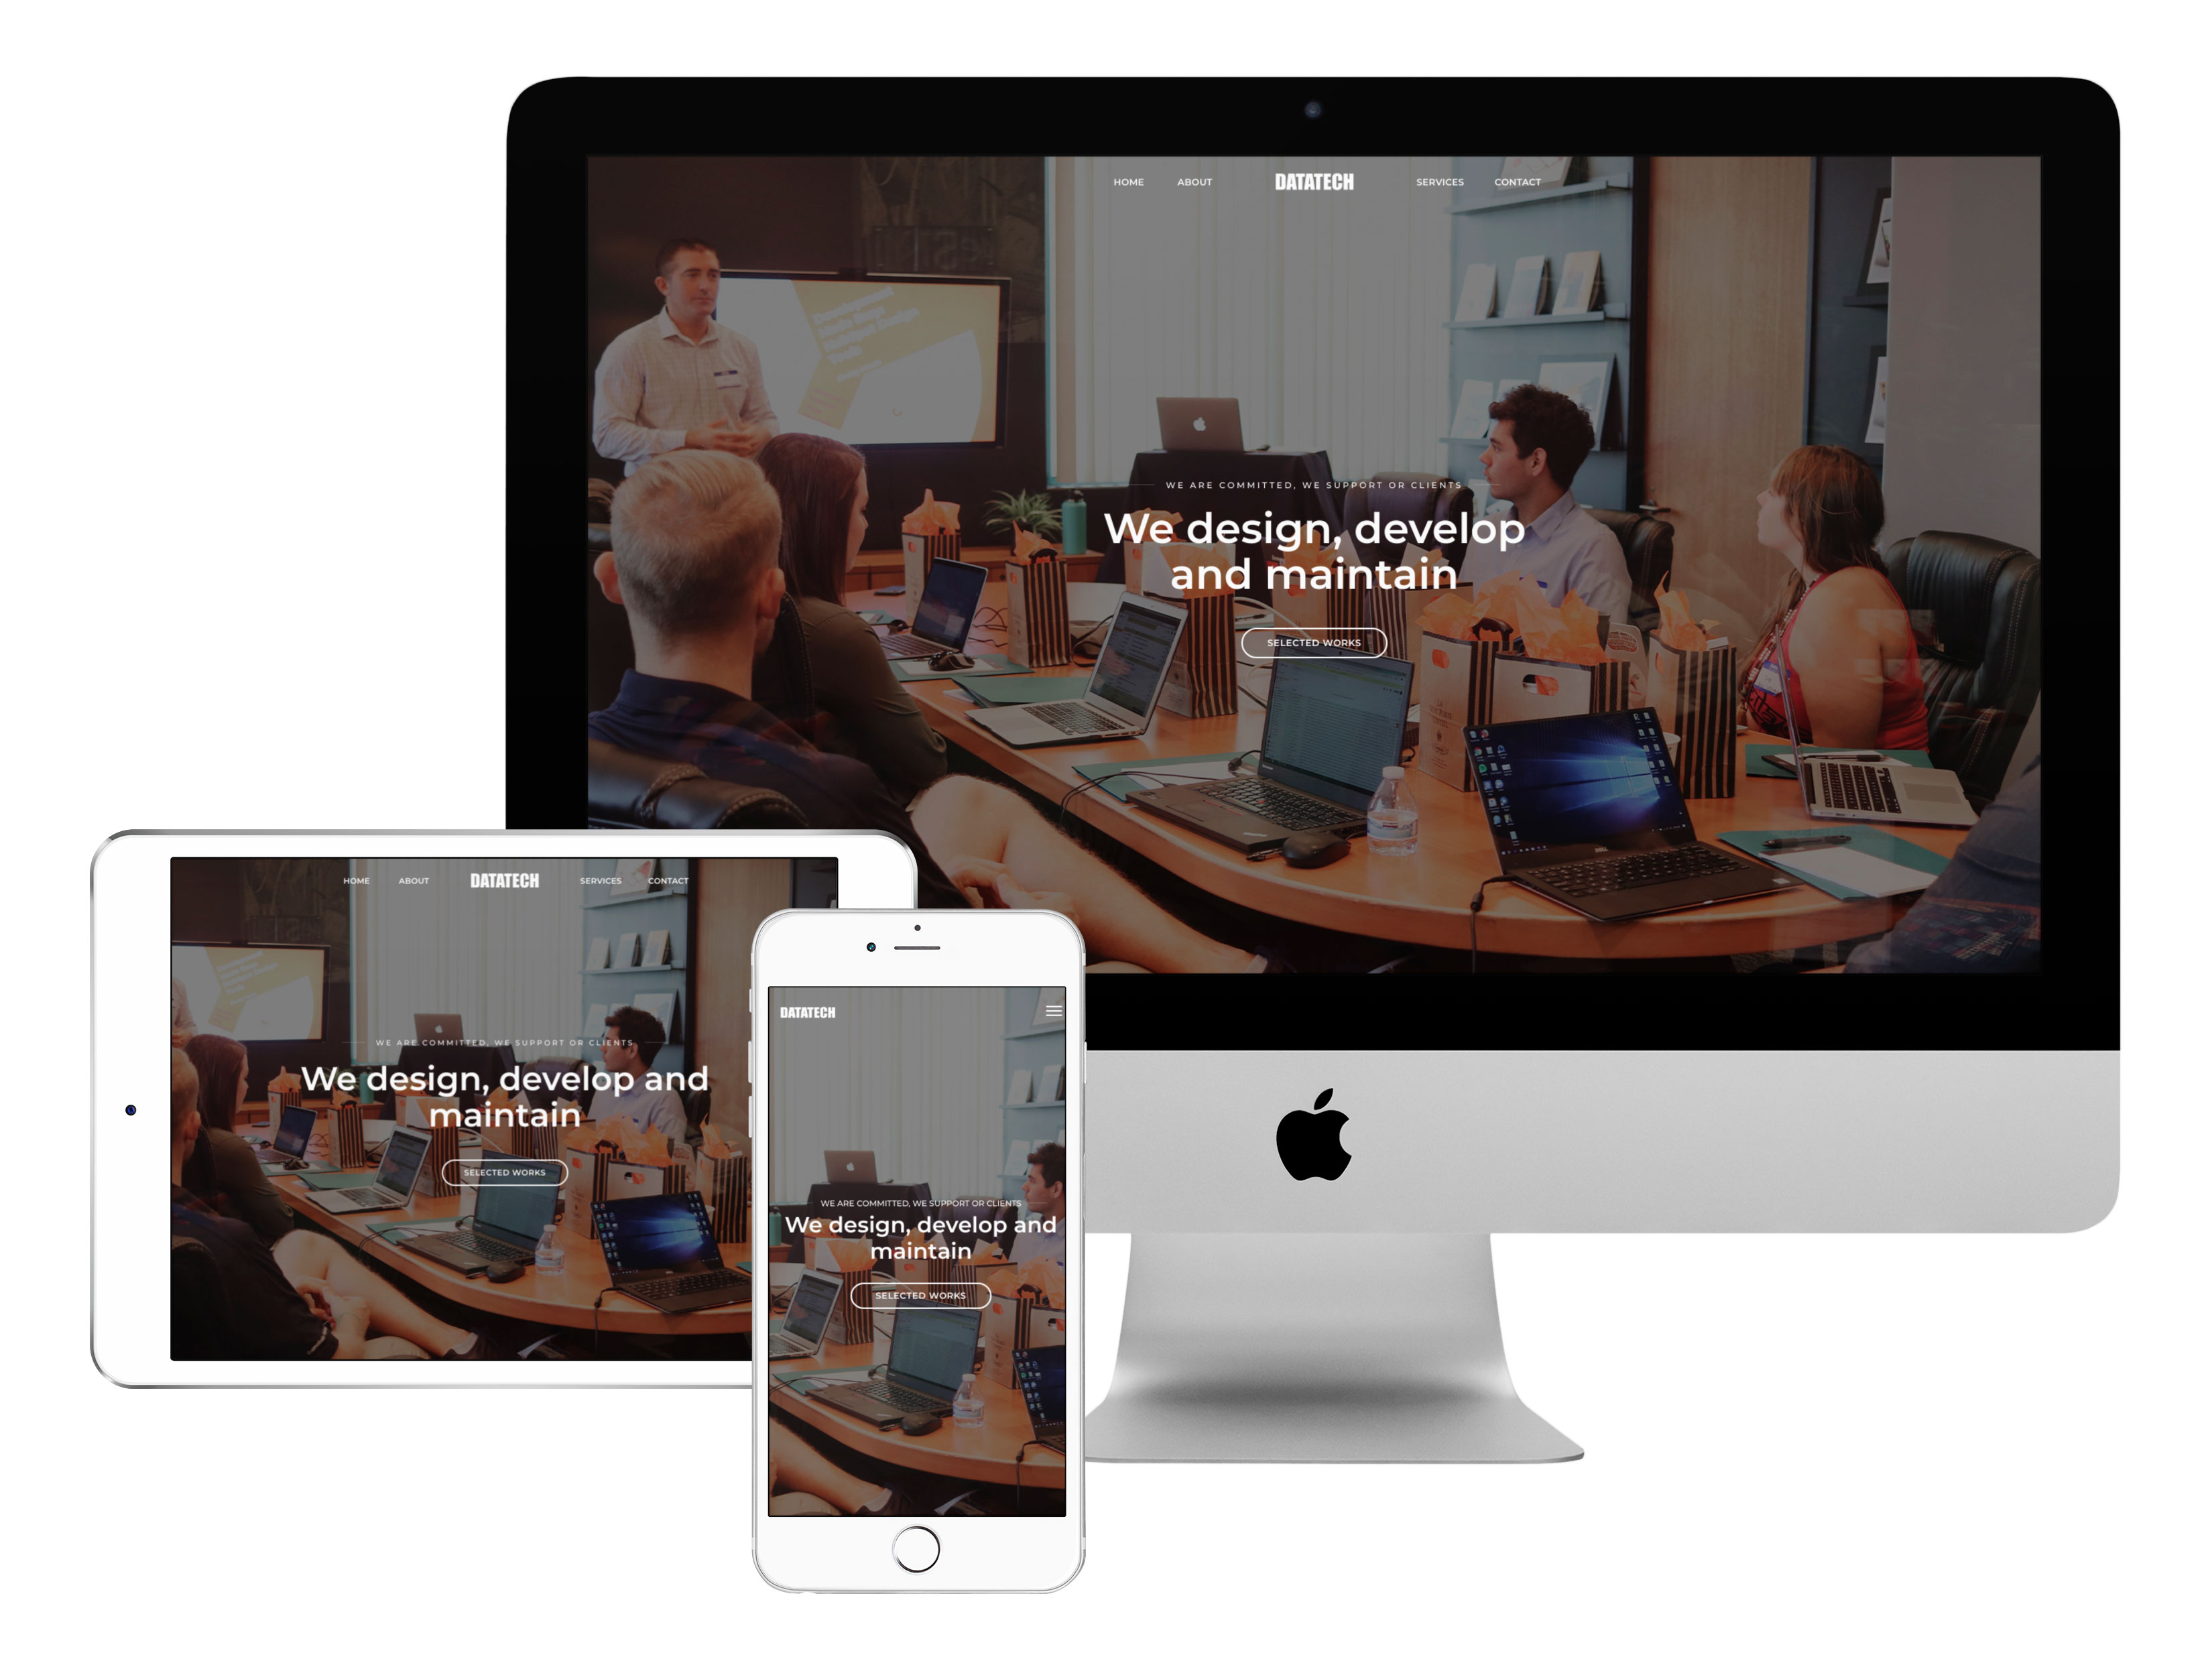 HOME ABOUT DATATECH SERVICES CONTACT
WE ARE COMMITTED, WE SUPPORT OR CLIENTS
We design, develop
and maintain
SELECTED WORKS
HOME ABOUT DATATECH SERVICES CONTACT
WE ARE COMMITTED, WE SUPPORT OR CLIENTS
We design, develop and
maintain
SELECTED WORKS
DATATECH
WE ARE COMMITTED, WE SUPPORT OR CLIENTS
We design, develop and
maintain
SELECTED WORKS